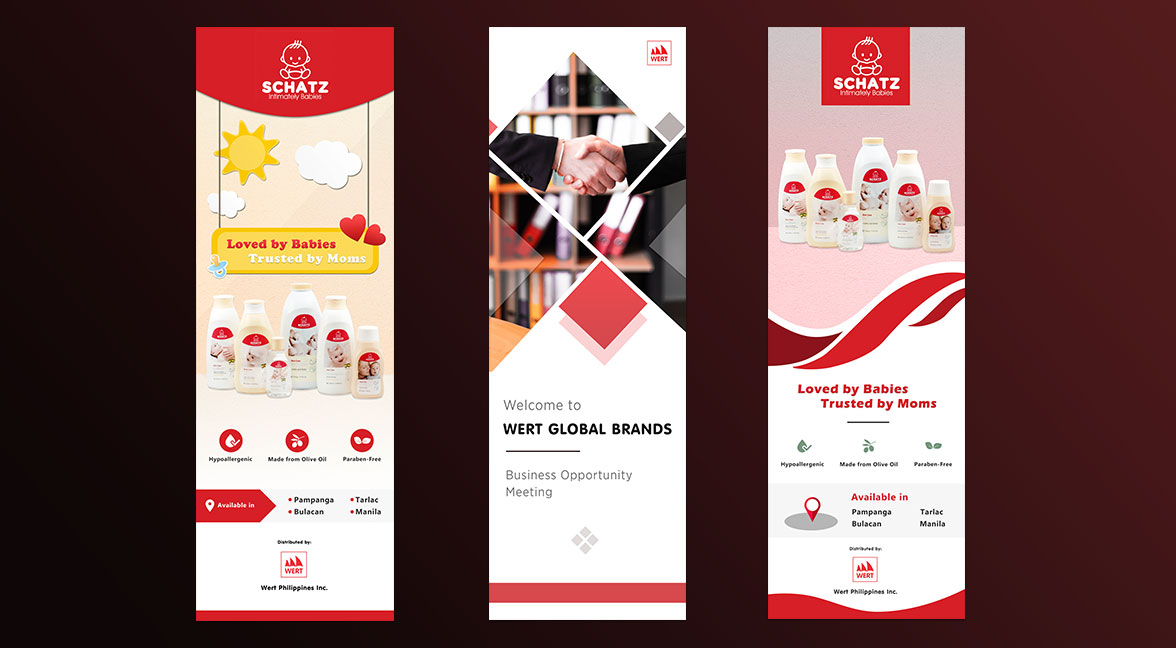 SCHATZ
Intimately Babies
Loved by Babies
Trusted by Moms
Hypoallergenic
Made from Olive Oil
Paraben-Free
Available in
Pampanga
Tarlac
Bulacan
Manila
Distributed by:
WERT
Wert Philippines Inc.
WERT
Welcome to
WERT GLOBAL BRANDS
Business Opportunity
Meeting
SCHATZ
Intimately Babies
Loved by Babies
Trusted by Moms
Hypoallergenic
Made from Olive Oil
Paraben-Free
Available in
Pampanga
Tarlac
Bulacan
Manila
Distributed by:
WERT
Wert Philippines Inc.